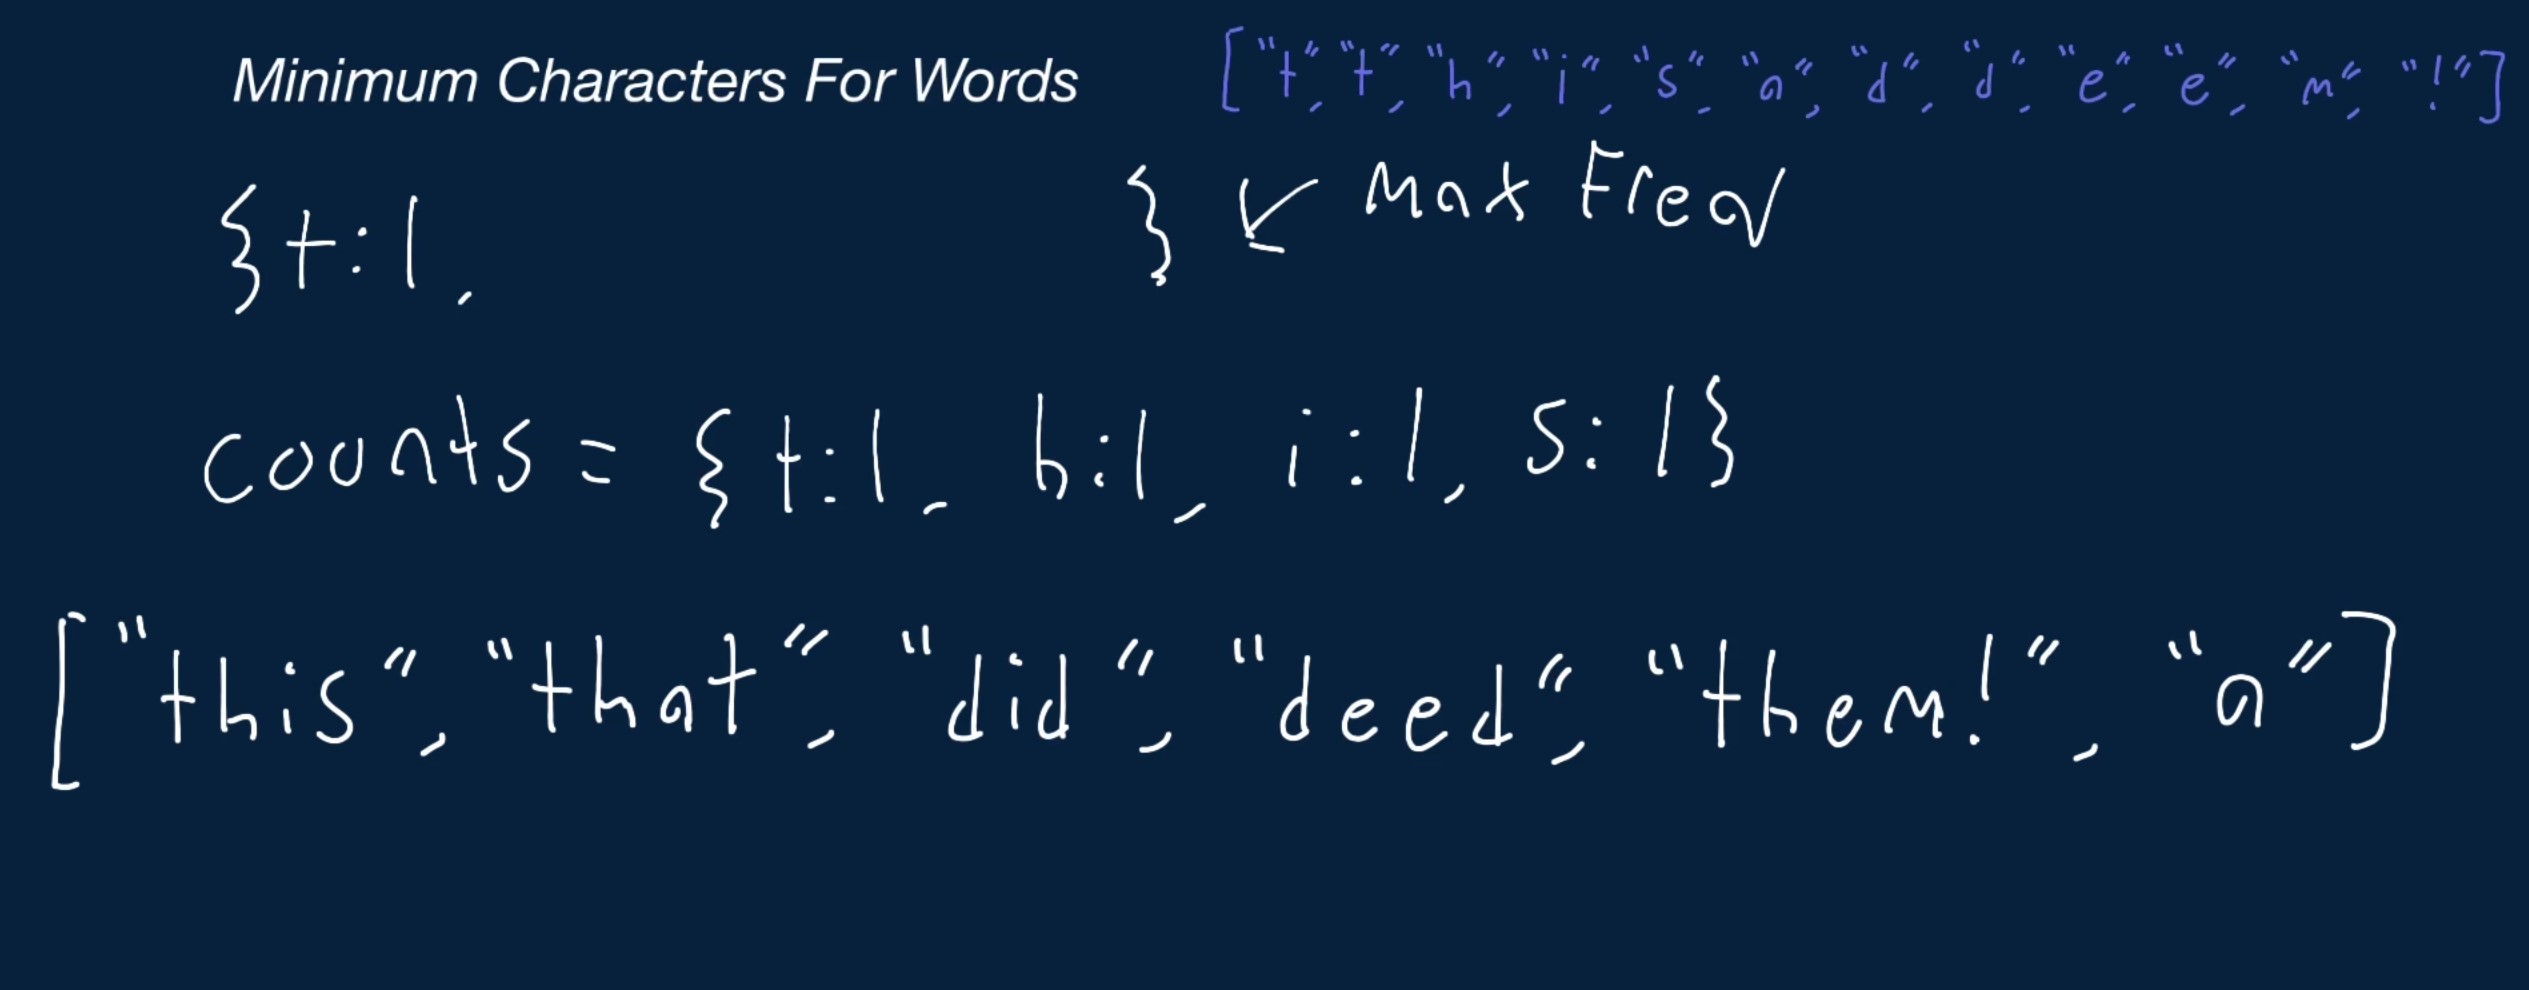 Minimum Characters For Words
["t", "t", "h", "i", "s", "a", "d", "d", "e", "e", "m", "!"]
{t:1, } ↙ Max Freq
counts = {t:1, h:1, i:1, s:1}
["this", "that", "did", "deed", "them!", "a"]